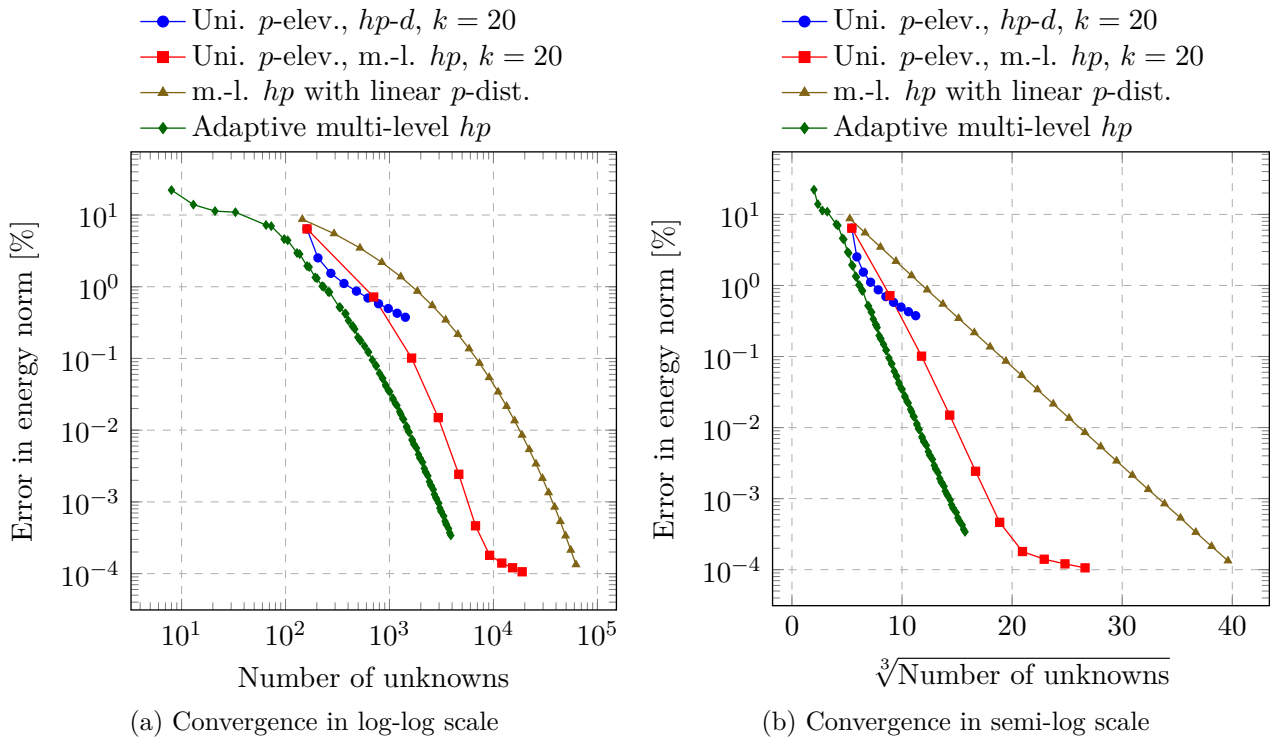 Uni. p-elev., hp-d, k = 20
Uni. p-elev., m.-l. hp, k = 20
m.-l. hp with linear p-dist.
Adaptive multi-level hp
10^1
10^0
10^−1
10^−2
10^−3
10^−4
Error in energy norm [%]
10^1 10^2 10^3 10^4 10^5
Number of unknowns
(a) Convergence in log-log scale
Uni. p-elev., hp-d, k = 20
Uni. p-elev., m.-l. hp, k = 20
m.-l. hp with linear p-dist.
Adaptive multi-level hp
10^1
10^0
10^−1
10^−2
10^−3
10^−4
Error in energy norm [%]
0 10 20 30 40
∛Number of unknowns
(b) Convergence in semi-log scale